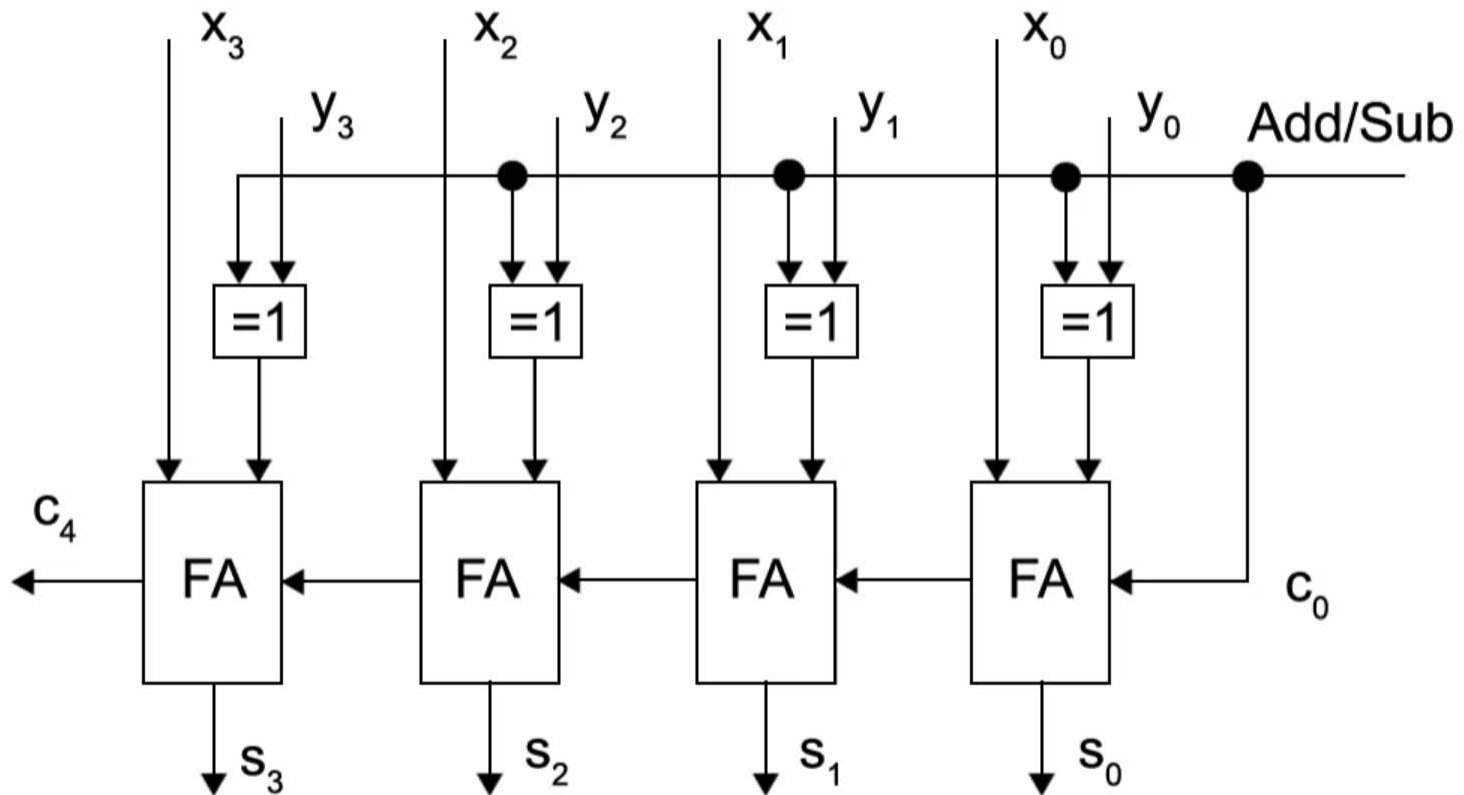 x₃ x₂ x₁ x₀
y₃ y₂ y₁ y₀ Add/Sub
=1 =1 =1 =1
c₄ FA FA FA FA c₀
s₃ s₂ s₁ s₀